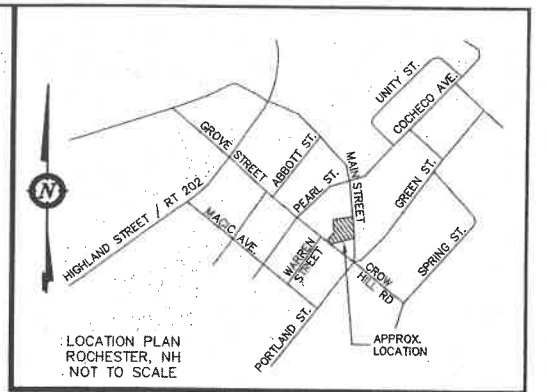 UNITY ST.
COCHECO AVE.
GROVE STREET
ABBOTT ST.
MAIN STREET
PEARL ST.
GREEN ST.
N
HIGHLAND STREET / RT 202
MAGIC AVE.
WARREN
STREET
CROW
HILL RD
SPRING ST.
PORTLAND ST.
APPROX.
LOCATION
LOCATION PLAN
ROCHESTER, NH
NOT TO SCALE